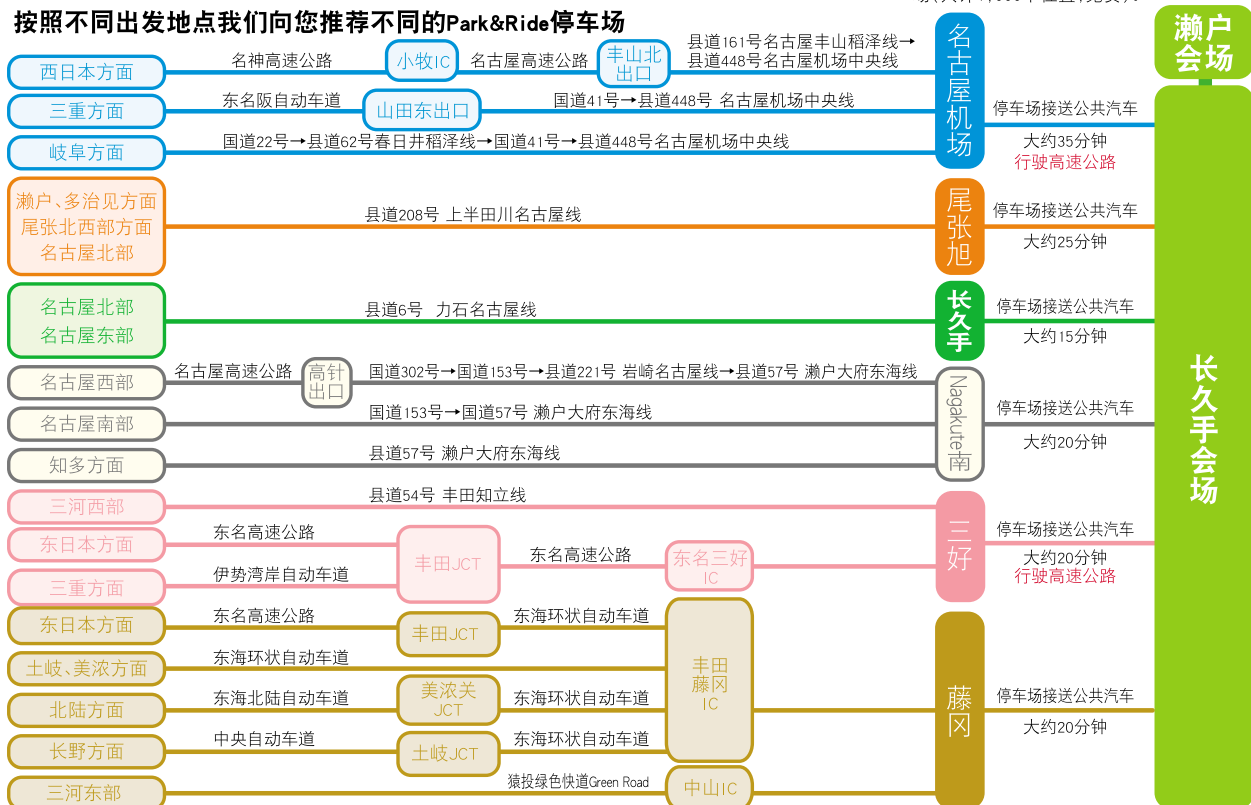 按照不同出发地点我们向您推荐不同的Park&Ride停车场
西日本方面
名神高速公路
小牧IC
名古屋高速公路
丰山北
出口
县道161号名古屋丰山稻泽线→
县道448号名古屋机场中央线
三重方面
东名阪自动车道
山田东出口
国道41号→县道448号 名古屋机场中央线
岐阜方面
国道22号→县道62号春日井稻泽线→国道41号→县道448号名古屋机场中央线
名古屋机场
停车场接送公共汽车
大约35分钟
行驶高速公路
濑户、多治见方面
尾张北西部方面
名古屋北部
县道208号 上半田川名古屋线
尾张旭
停车场接送公共汽车
大约25分钟
名古屋北部
名古屋东部
县道6号 力石名古屋线
长久手
停车场接送公共汽车
大约15分钟
名古屋西部
名古屋高速公路
高针
出口
国道302号→国道153号→县道221号 岩崎名古屋线→县道57号 濑户大府东海线
名古屋南部
国道153号→国道57号 濑户大府东海线
知多方面
县道57号 濑户大府东海线
Nagakute南
停车场接送公共汽车
大约20分钟
三河西部
县道54号 丰田知立线
东日本方面
东名高速公路
三重方面
伊势湾岸自动车道
丰田JCT
东名高速公路
东名三好
IC
三好
停车场接送公共汽车
大约20分钟
行驶高速公路
东日本方面
东名高速公路
丰田JCT
东海环状自动车道
土岐、美浓方面
东海环状自动车道
北陆方面
东海北陆自动车道
美浓关
JCT
东海环状自动车道
长野方面
中央自动车道
土岐JCT
东海环状自动车道
丰田
藤冈
IC
三河东部
猿投绿色快道Green Road
中山IC
藤冈
停车场接送公共汽车
大约20分钟
濑户
会场
长久手会场